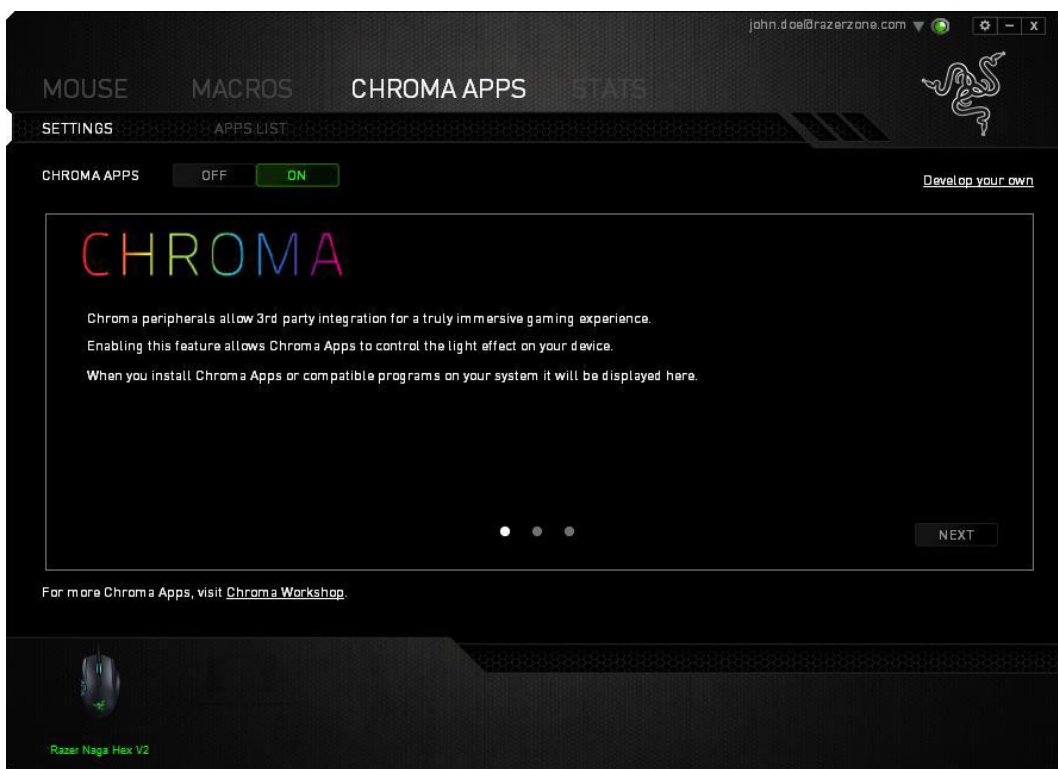 john.doe@razerzone.com
MOUSE MACROS CHROMA APPS STATS
SETTINGS APPS LIST
CHROMA APPS OFF ON
Develop your own
CHROMA
Chroma peripherals allow 3rd party integration for a truly immersive gaming experience.
Enabling this feature allows Chroma Apps to control the light effect on your device.
When you install Chroma Apps or compatible programs on your system it will be displayed here.
NEXT
For more Chroma Apps, visit Chroma Workshop.
Razer Naga Hex V2